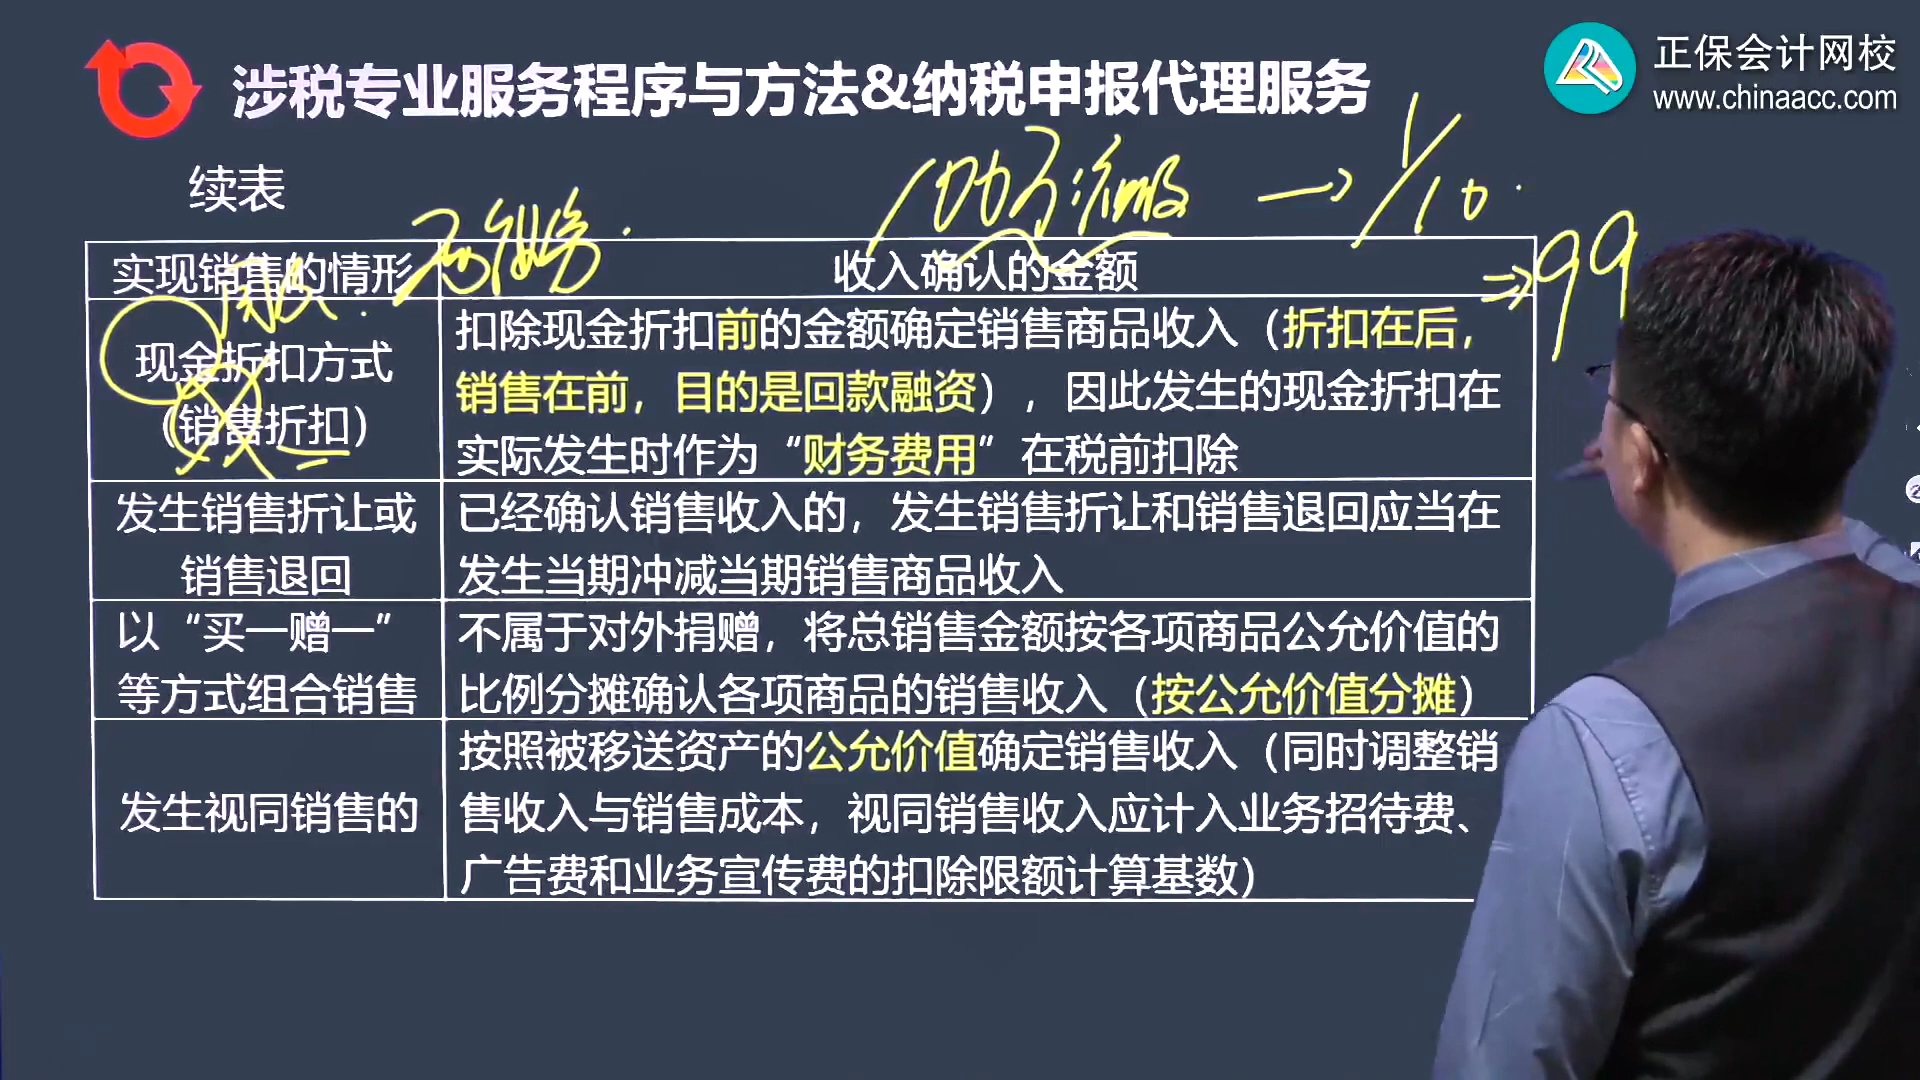 涉税专业服务程序与方法&纳税申报代理服务
正保会计网校
www.chinaacc.com
续表
1/10
99
实现销售的情形
收入确认的金额
现金折扣方式
(销售折扣)
扣除现金折扣前的金额确定销售商品收入(折扣在后,
销售在前,目的是回款融资),因此发生的现金折扣在
实际发生时作为“财务费用”在税前扣除
发生销售折让或
销售退回
已经确认销售收入的,发生销售折让和销售退回应当在
发生当期冲减当期销售商品收入
以“买一赠一”
等方式组合销售
不属于对外捐赠,将总销售金额按各项商品公允价值的
比例分摊确认各项商品的销售收入(按公允价值分摊)
发生视同销售的
按照被移送资产的公允价值确定销售收入(同时调整销
售收入与销售成本,视同销售收入应计入业务招待费、
广告费和业务宣传费的扣除限额计算基数)